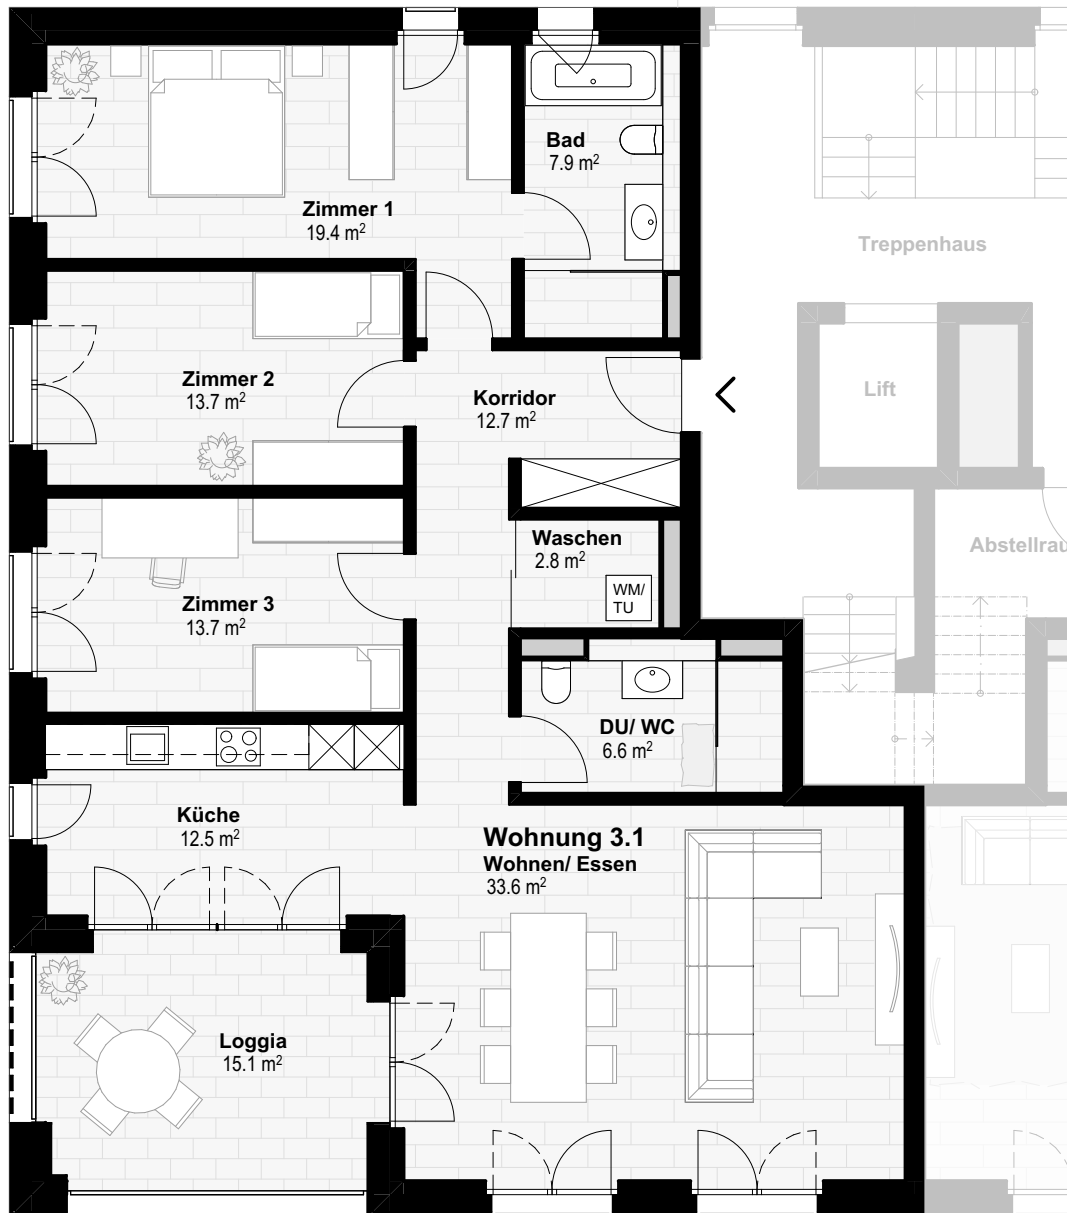 Bad
7.9 m²
Zimmer 1
19.4 m²
Treppenhaus
Zimmer 2
13.7 m²
Korridor
12.7 m²
Lift
Waschen
2.8 m²
Abstellrau
WM/
TU
Zimmer 3
13.7 m²
DU/ WC
6.6 m²
Küche
12.5 m²
Wohnung 3.1
Wohnen/ Essen
33.6 m²
Loggia
15.1 m²